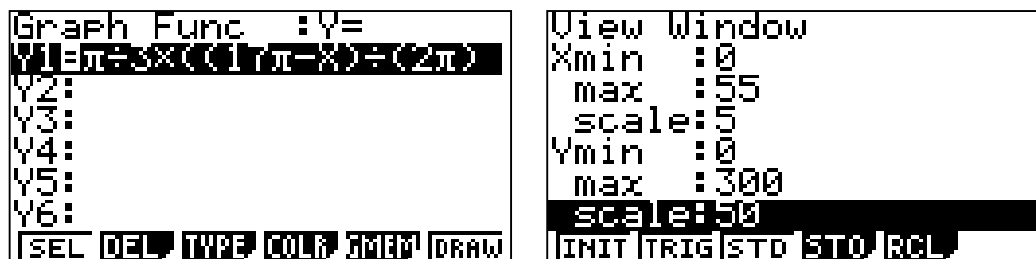 Graph Func :Y=
Y1=π÷3×((17π-X)÷(2π)
Y2:
Y3:
Y4:
Y5:
Y6:
SEL DEL TYPE COLR GMEM DRAW
View Window
Xmin :0
max :55
scale:5
Ymin :0
max :300
scale:50
INIT TRIG STD STO RCL